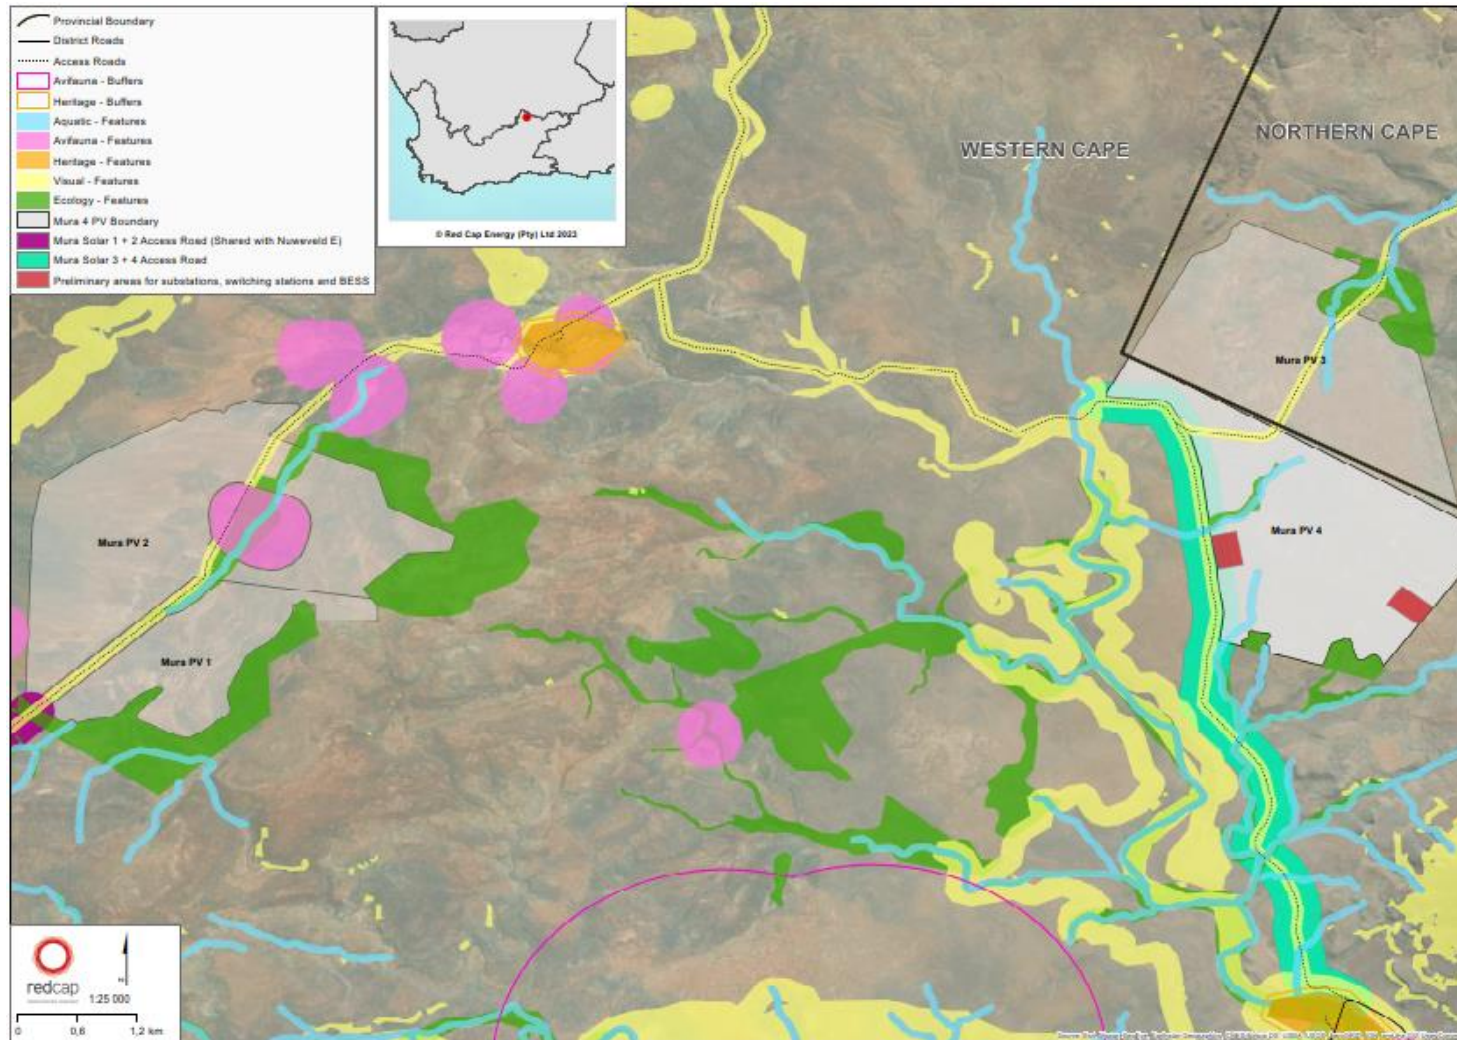 Provincial Boundary
District Roads
Access Roads
Avifauna - Buffers
Heritage - Buffers
Aquatic - Features
Avifauna - Features
Heritage - Features
Visual - Features
Ecology - Features
Mura 4 PV Boundary
Mura Solar 1 + 2 Access Road (Shared with Nuweveld E)
Mura Solar 3 + 4 Access Road
Preliminary areas for substations, switching stations and BESS
© Red Cap Energy (Pty) Ltd 2023
WESTERN CAPE
NORTHERN CAPE
Mura PV 3
Mura PV 4
Mura PV 2
Mura PV 1
redcap
N
1:25 000
0 0,6 1,2 km